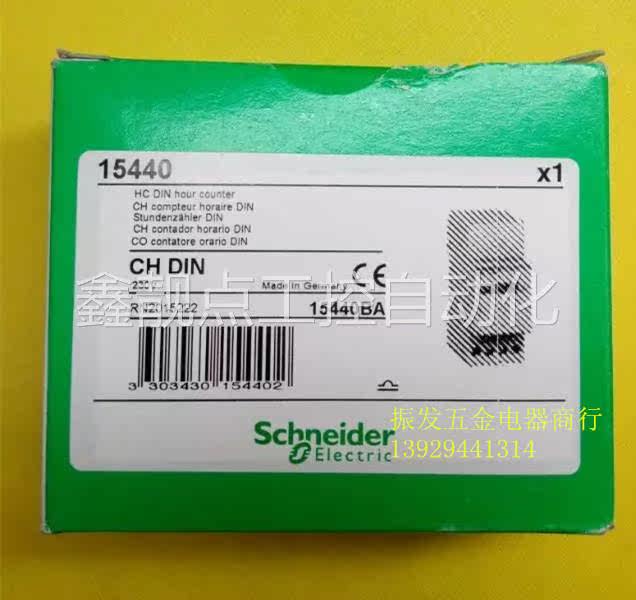 15440 x1
HC DIN hour counter
CH compteur horaire DIN
Stundenzähler DIN
CH contador horario DIN
CO contatore orario DIN
CH DIN
230V Made in Germany CE
鑫靓点工控自动化
15440BA
3 303430 154402
Schneider
Electric
振发五金电器商行
13929441314